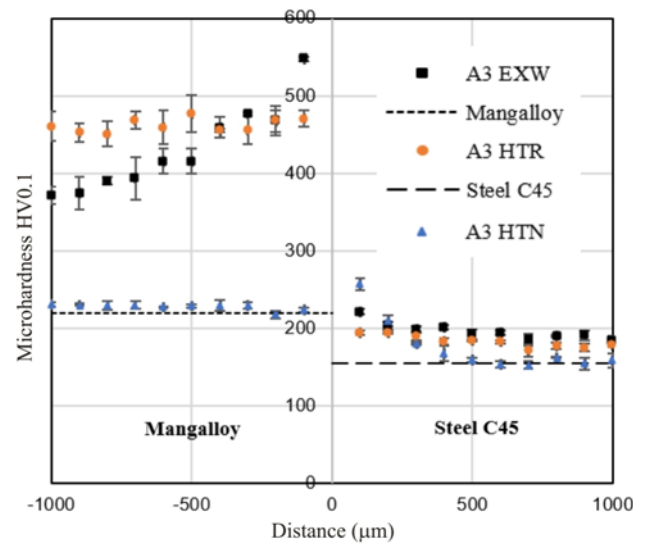 600
500
400
300
200
100
0
Microhardness HV0.1
A3 EXW
Mangalloy
A3 HTR
Steel C45
A3 HTN
Mangalloy
Steel C45
-1000
-500
0
500
1000
Distance (μm)